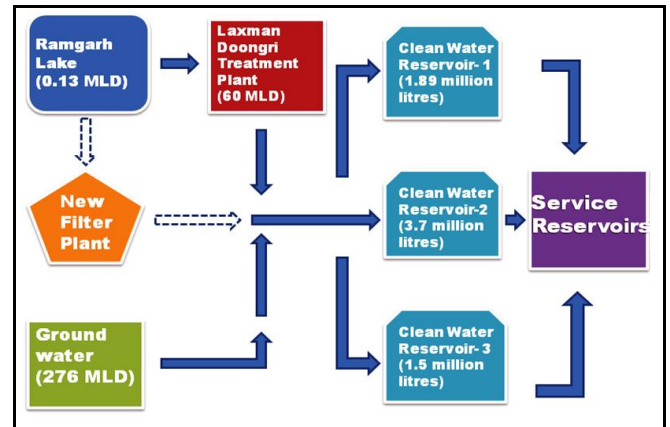 Ramgarh
Lake
(0.13 MLD)
Laxman
Doongri
Treatment
Plant
(60 MLD)
Clean Water
Reservoir- 1
(1.89 million
litres)
New
Filter
Plant
Clean Water
Reservoir-2
(3.7 million
litres)
Service
Reservoirs
Ground
water
(276 MLD)
Clean Water
Reservoir- 3
(1.5 million
litres)